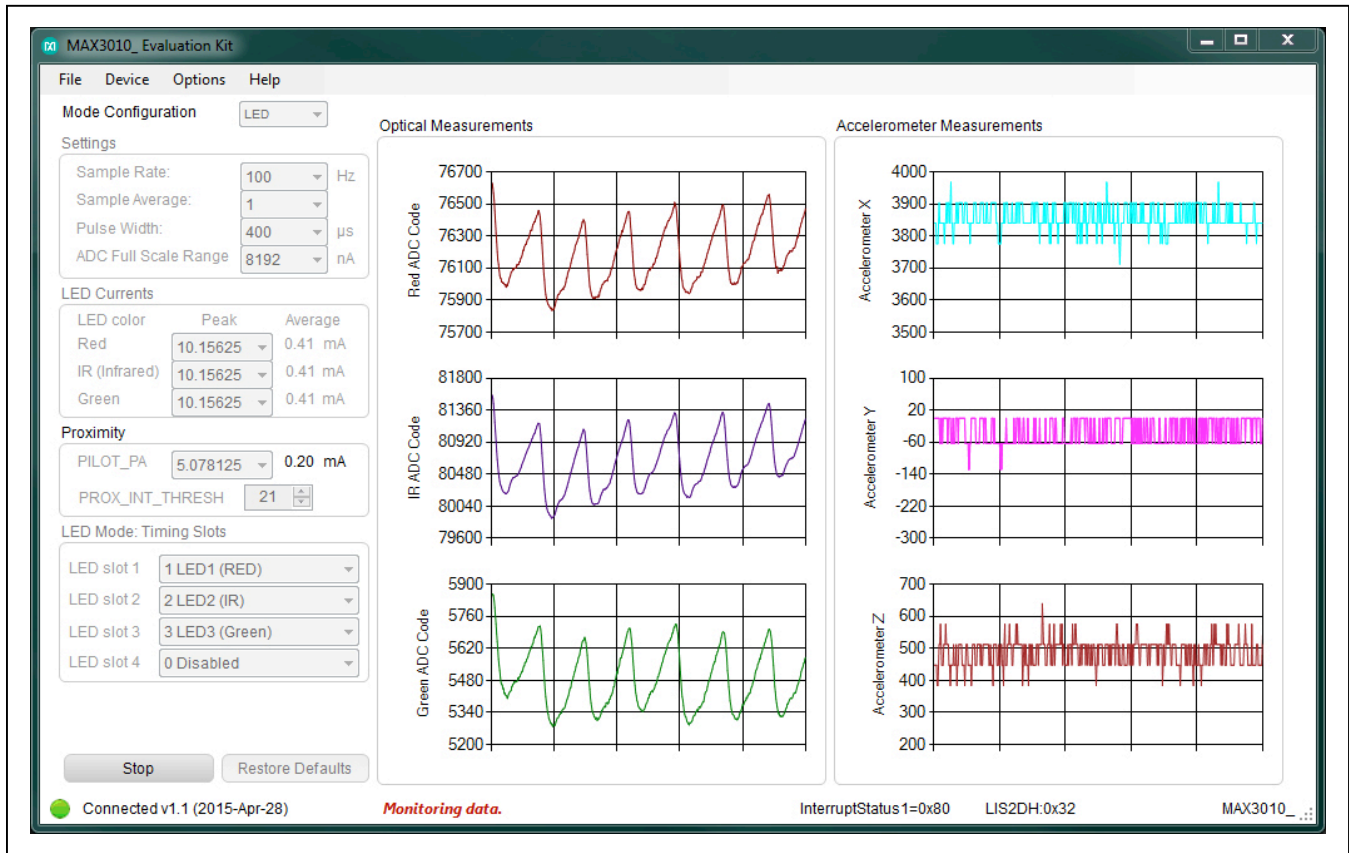 MAX3010_ Evaluation Kit
File Device Options Help
Mode Configuration LED
Settings
Sample Rate: 100 Hz
Sample Average: 1
Pulse Width: 400 µs
ADC Full Scale Range 8192 nA
LED Currents
LED color Peak Average
Red 10.15625 0.41 mA
IR (Infrared) 10.15625 0.41 mA
Green 10.15625 0.41 mA
Proximity
PILOT_PA 5.078125 0.20 mA
PROX_INT_THRESH 21
LED Mode: Timing Slots
LED slot 1 1 LED1 (RED)
LED slot 2 2 LED2 (IR)
LED slot 3 3 LED3 (Green)
LED slot 4 0 Disabled
Stop Restore Defaults
Optical Measurements
Red ADC Code
76700
76500
76300
76100
75900
75700
IR ADC Code
81800
81360
80920
80480
80040
79600
Green ADC Code
5900
5760
5620
5480
5340
5200
Accelerometer Measurements
Accelerometer X
4000
3900
3800
3700
3600
3500
Accelerometer Y
100
20
-60
-140
-220
-300
Accelerometer Z
700
600
500
400
300
200
Connected v1.1 (2015-Apr-28) Monitoring data. InterruptStatus1=0x80 LIS2DH:0x32 MAX3010_